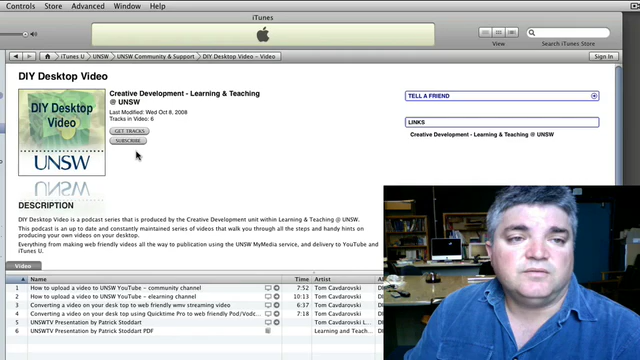 Controls Store Advanced Window Help
iTunes
View
Search iTunes Store
iTunes U UNSW UNSW Community & Support DIY Desktop Video - Video
Sign In
DIY Desktop Video
DIY Desktop
Video
UNSW
Creative Development - Learning & Teaching
@ UNSW
Last Modified: Wed Oct 8, 2008
Tracks in Video: 6
GET TRACKS
SUBSCRIBE
TELL A FRIEND
LINKS
Creative Development - Learning & Teaching @ UNSW
DESCRIPTION
DIY Desktop Video is a podcast series that is produced by the Creative Development unit within Learning & Teaching @ UNSW.
This podcast is an up to date and constantly maintained series of videos that walk you through all the steps and handy hints on
producing your own videos on your desktop.
Everything from making web friendly videos all the way to publication using the UNSW MyMedia service, and delivery to YouTube and
iTunes U.
Video
Name Time Artist
1 How to upload a video to UNSW YouTube - community channel 7:52 Tom Cavdarovski
2 How to upload a video to UNSW YouTube - elearning channel 10:13 Tom Cavdarovski
3 Converting a video on your desk top to web friendly wmv streaming video 6:37 Tom Cavdarovski
4 Converting a video on your desk top using Quicktime Pro to web friendly Pod/Vodc... 7:18 Tom Cavdarovski
5 UNSWTV Presentation by Patrick Stoddart Tom Cavdarovski L...
6 UNSWTV Presentation by Patrick Stoddart PDF Learning and Teach...